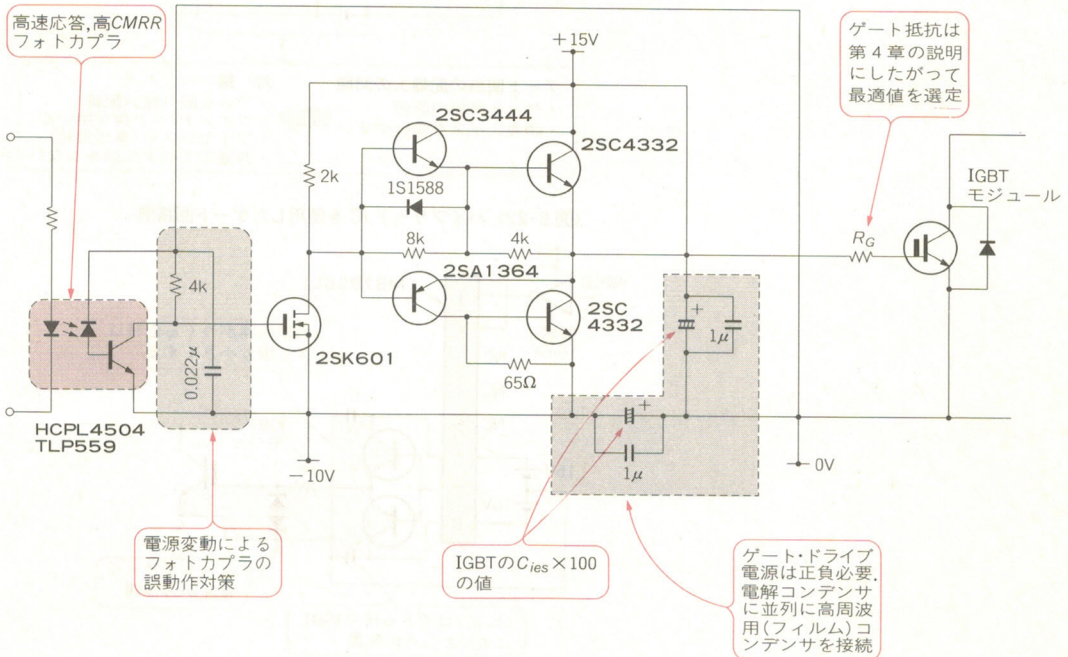 高速応答,高CMRR
フォトカプラ
+15V
ゲート抵抗は
第4章の説明
にしたがって
最適値を選定
2SC3444
2SC4332
2k
1S1588
IGBT
モジュール
8k
4k
RG
4k
2SA1364
2SC
4332
+
1μ
2SK601
0.022μ
65Ω
+
HCPL4504
TLP559
1μ
-10V
0V
電源変動による
フォトカプラの
誤動作対策
IGBTのCies×100
の値
ゲート・ドライブ
電源は正負必要.
電解コンデンサ
に並列に高周波
用(フィルム)コ
ンデンサを接続